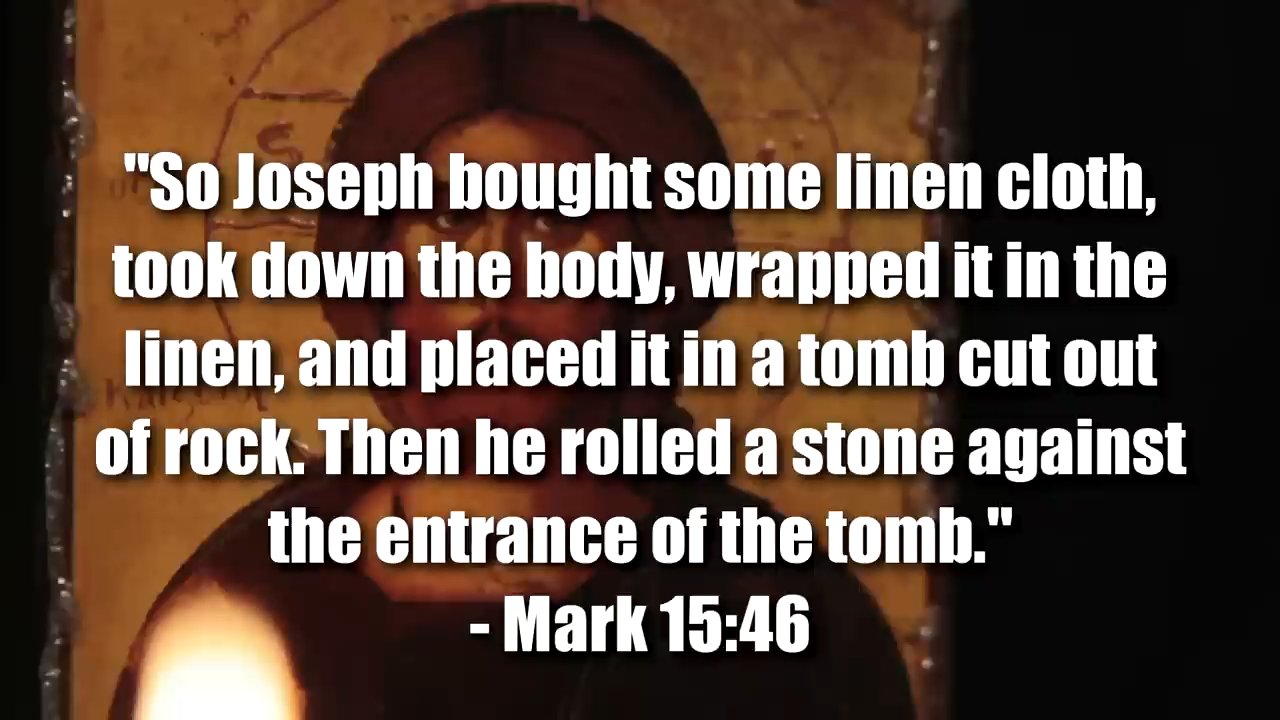 "So Joseph bought some linen cloth,
took down the body, wrapped it in the
linen, and placed it in a tomb cut out
of rock. Then he rolled a stone against
the entrance of the tomb."
- Mark 15:46